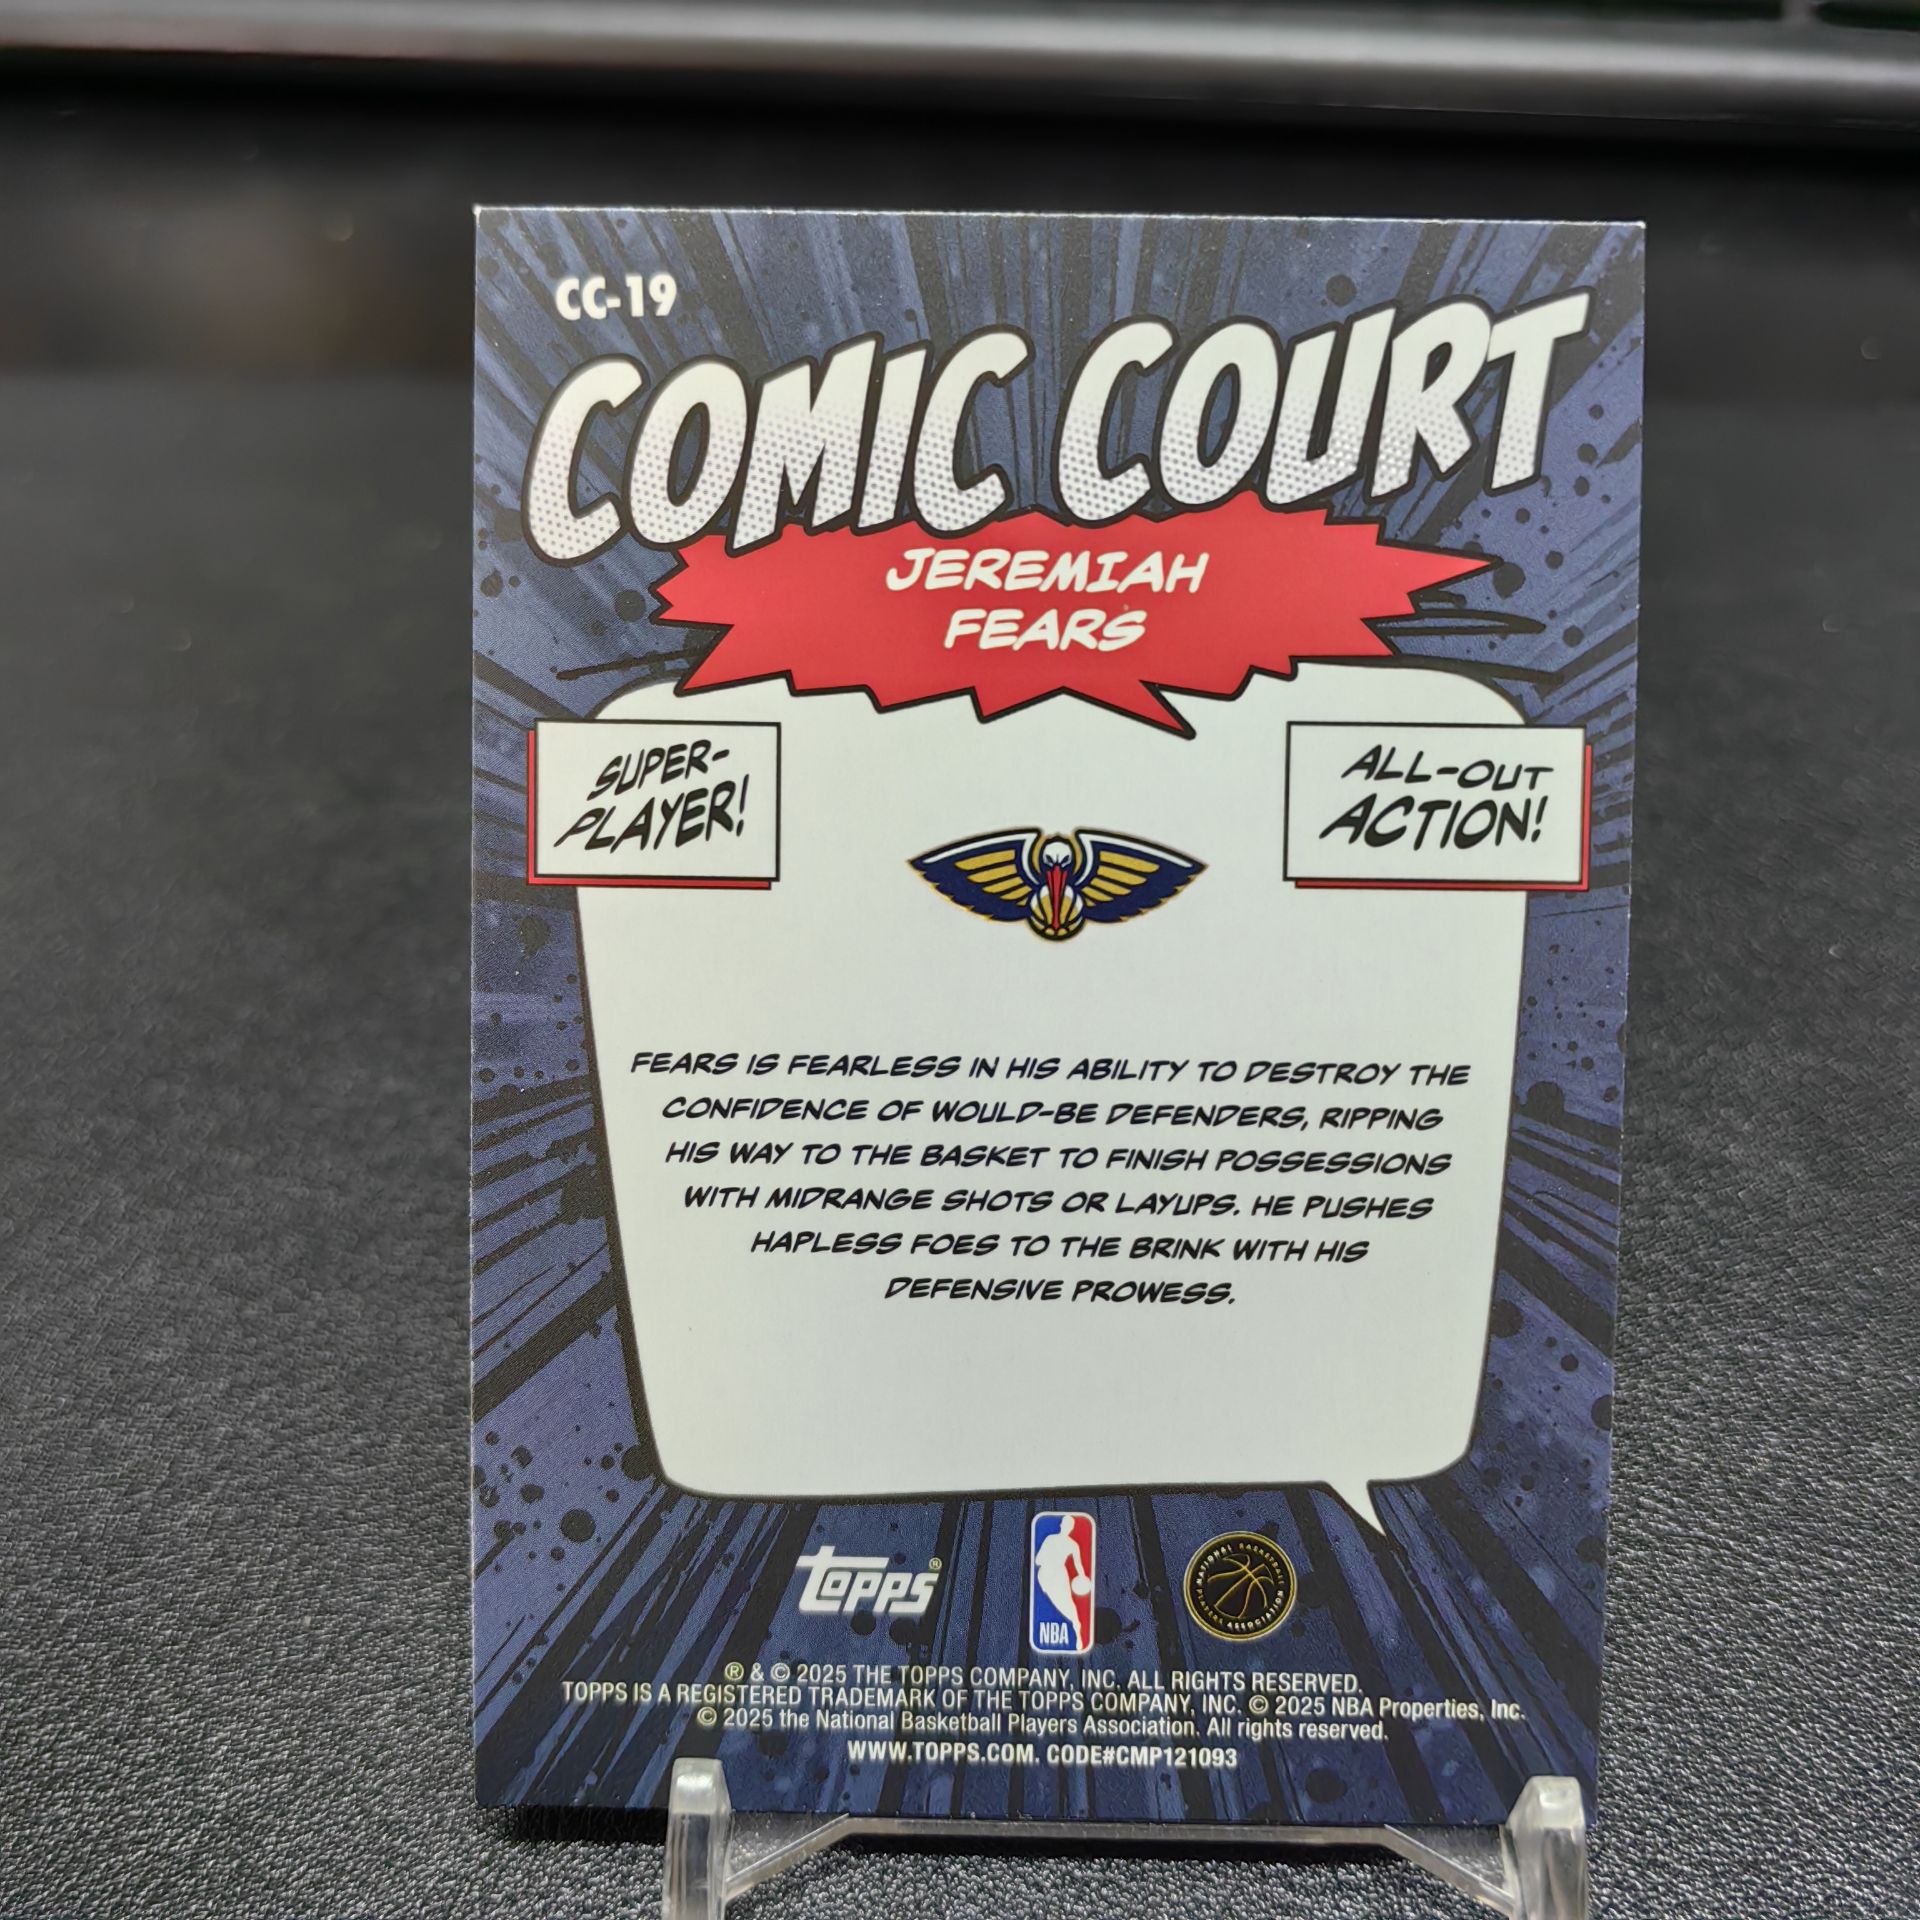 CC-19
COMIC COURT
JEREMIAH
FEARS
SUPER-
PLAYER!
ALL-OUT
ACTION!
FEARS IS FEARLESS IN HIS ABILITY TO DESTROY THE
CONFIDENCE OF WOULD-BE DEFENDERS, RIPPING
HIS WAY TO THE BASKET TO FINISH POSSESSIONS
WITH MIDRANGE SHOTS OR LAYUPS. HE PUSHES
HAPLESS FOES TO THE BRINK WITH HIS
DEFENSIVE PROWESS.
topps®
NBA
NATIONAL BASKETBALL
PLAYERS ASSOCIATION
® & © 2025 THE TOPPS COMPANY, INC. ALL RIGHTS RESERVED.
TOPPS IS A REGISTERED TRADEMARK OF THE TOPPS COMPANY, INC. © 2025 NBA Properties, Inc.
© 2025 the National Basketball Players Association. All rights reserved.
WWW.TOPPS.COM. CODE#CMP121093